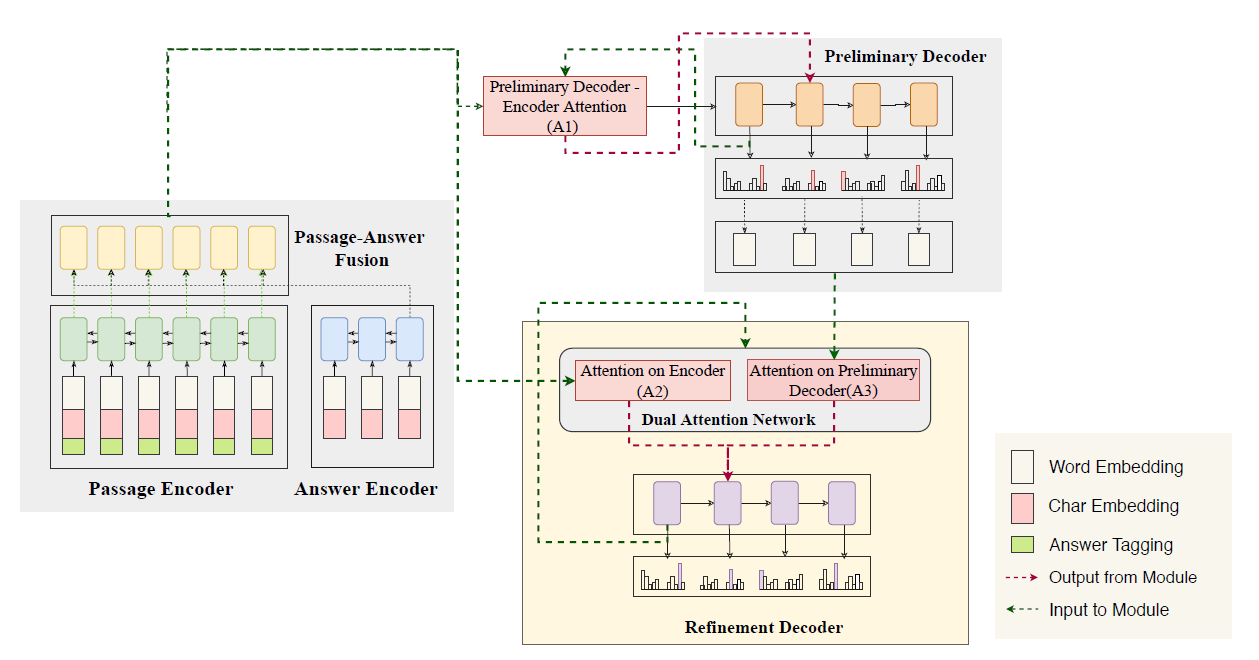 Preliminary Decoder
Preliminary Decoder -
Encoder Attention
(A1)
Passage-Answer
Fusion
Passage Encoder
Answer Encoder
Attention on Encoder
(A2)
Attention on Preliminary
Decoder(A3)
Dual Attention Network
Refinement Decoder
Word Embedding
Char Embedding
Answer Tagging
Output from Module
Input to Module